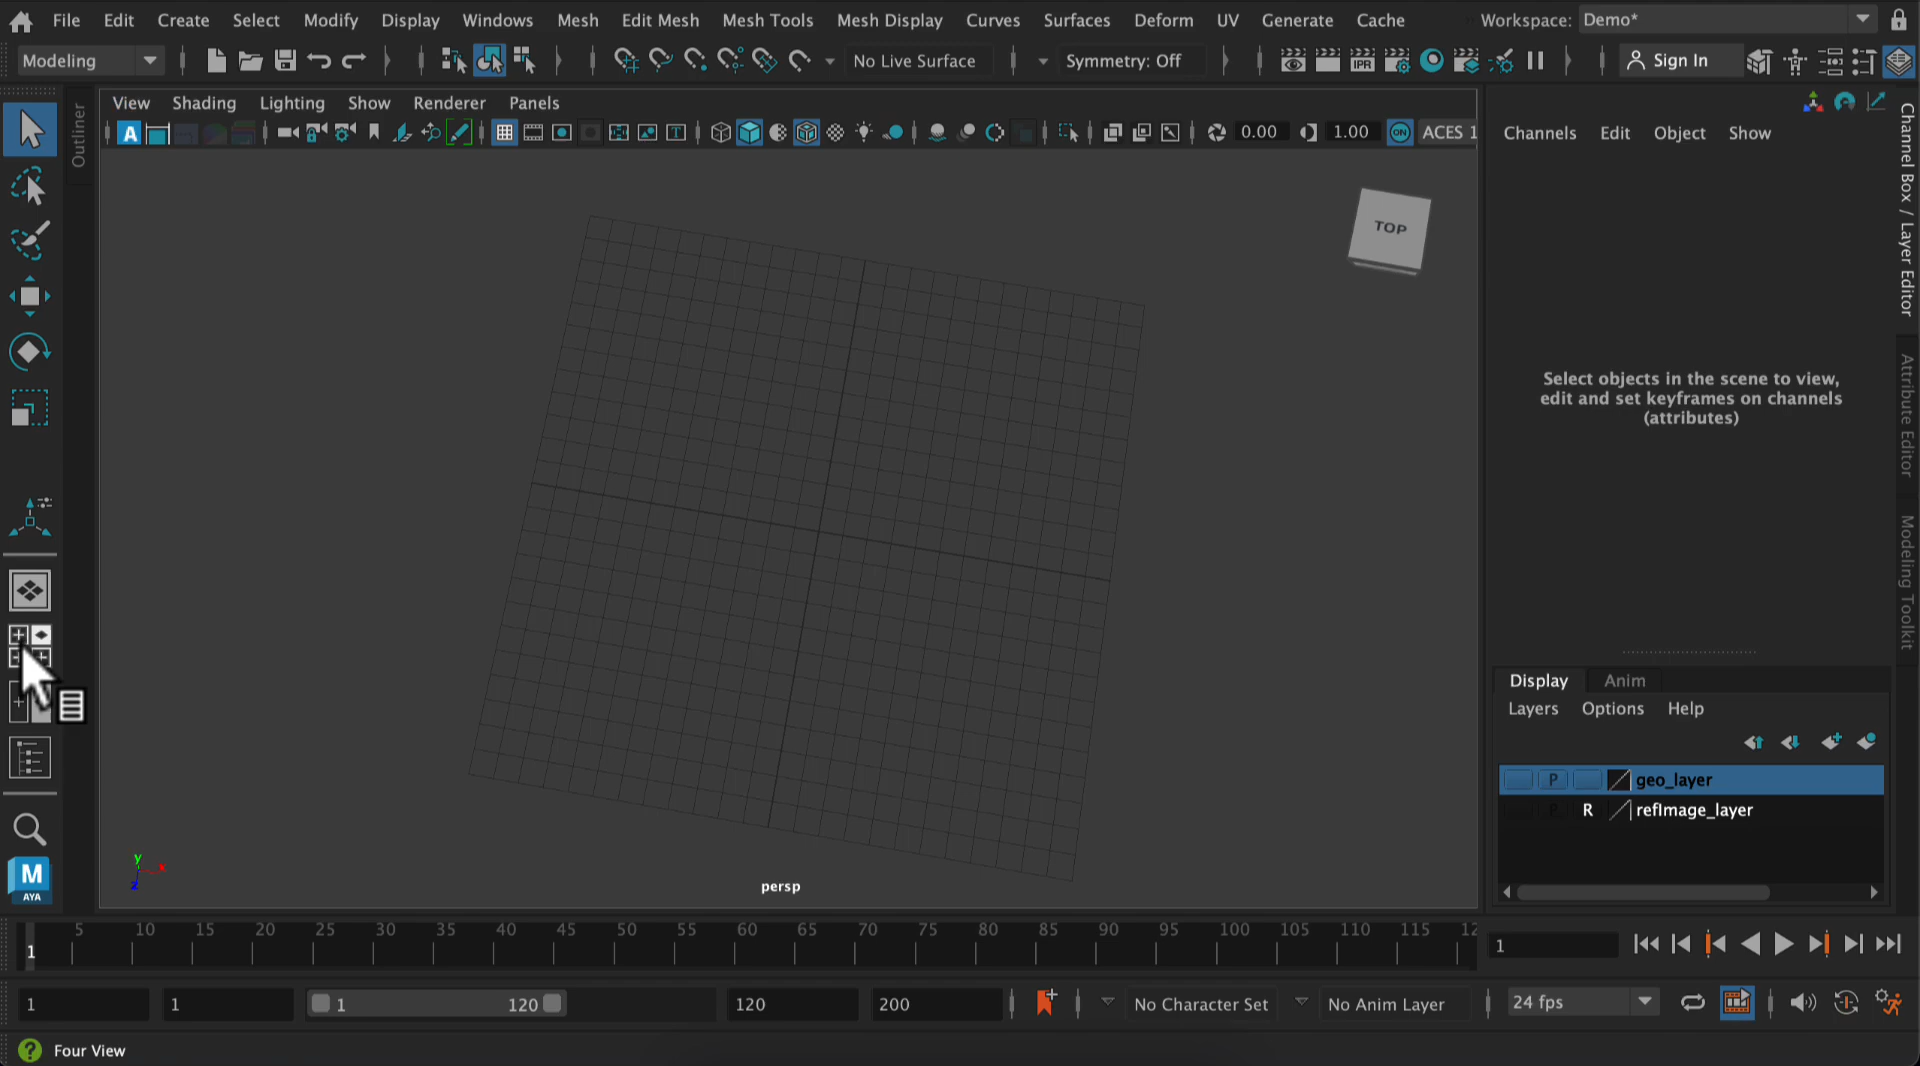 File Edit Create Select Modify Display Windows Mesh Edit Mesh Mesh Tools Mesh Display Curves Surfaces Deform UV Generate Cache Workspace: Demo*
Modeling No Live Surface Symmetry: Off IPR Sign In
View Shading Lighting Show Renderer Panels
A T 0.00 1.00 ON ACES 1
Outliner
TOP
y
x
z
persp
Channels Edit Object Show
Select objects in the scene to view,
edit and set keyframes on channels
(attributes)
Channel Box / Layer Editor
Attribute Editor
Modeling Toolkit
Display Anim
Layers Options Help
P geo_layer
P R refImage_layer
M
AYA
5 10 15 20 25 30 35 40 45 50 55 60 65 70 75 80 85 90 95 100 105 110 115 12
1
1
1 1 1 120 120 200 No Character Set No Anim Layer 24 fps
? Four View